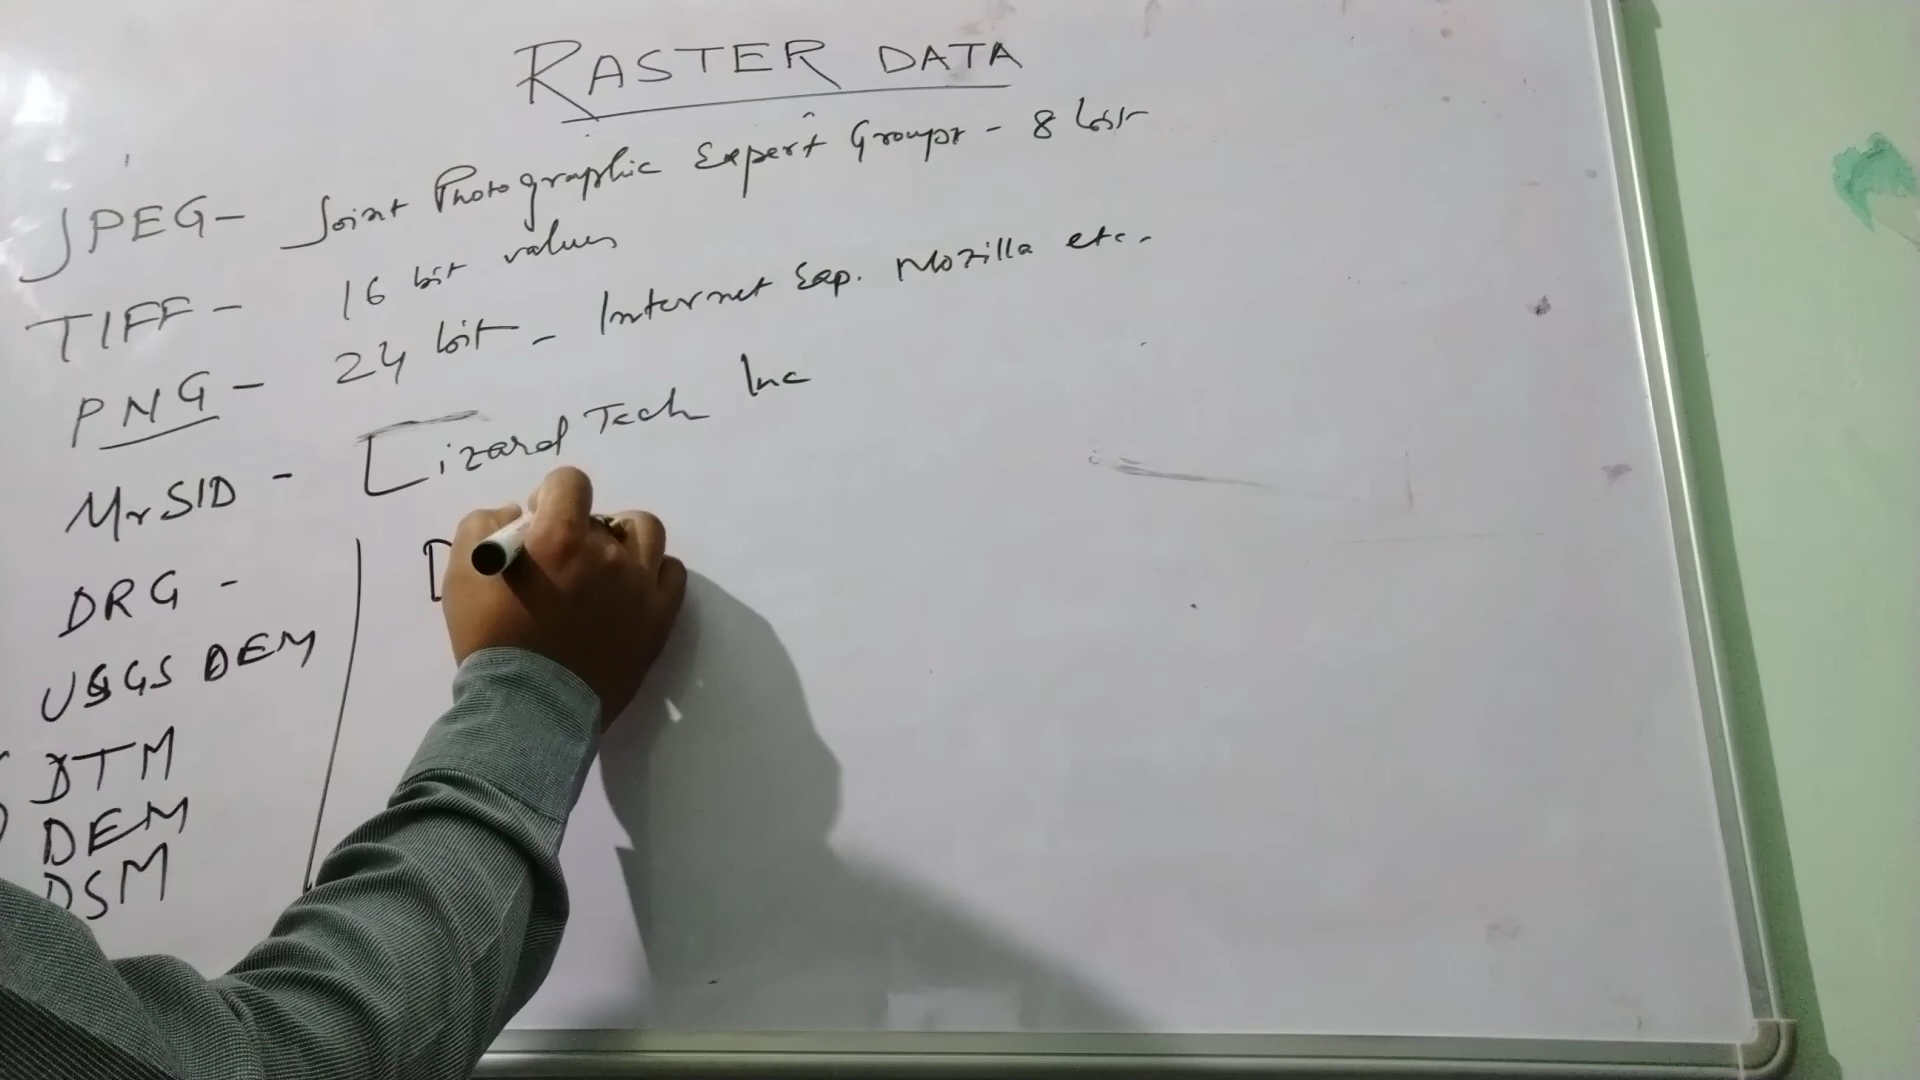 RASTER DATA
JPEG - Joint Photographic Expert Groups - 8 bit
TIFF - 16 bit values
PNG - 24 bit - Internet Exp. Mozilla etc.
MrSID - Lizard Tech Inc
DRG -
USGS DEM
DTM
DEM
DSM